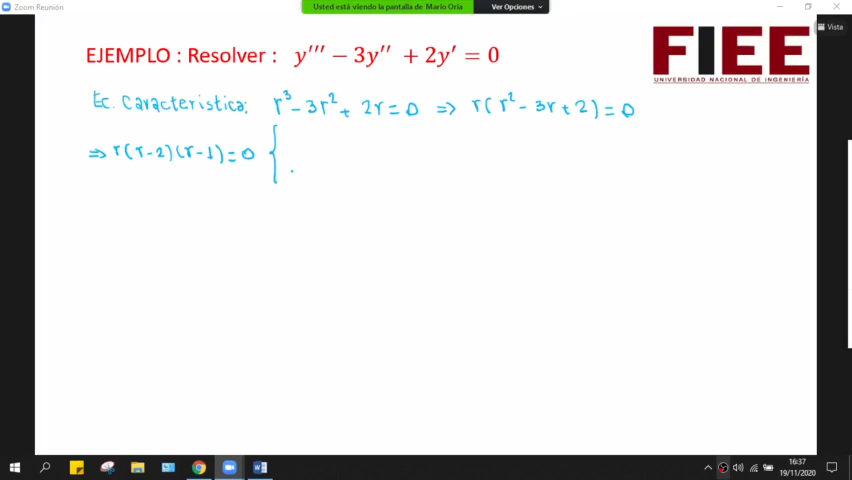 Zoom Reunión
Usted está viendo la pantalla de Mario Oria
Ver Opciones
Vista
EJEMPLO : Resolver : y''' − 3y'' + 2y' = 0
FIEE
UNIVERSIDAD NACIONAL DE INGENIERÍA
Ec. Característica: r³ - 3r² + 2r = 0 ⇒ r(r² - 3r + 2) = 0
⇒ r(r-2)(r-1) = 0 {
16:37
19/11/2020